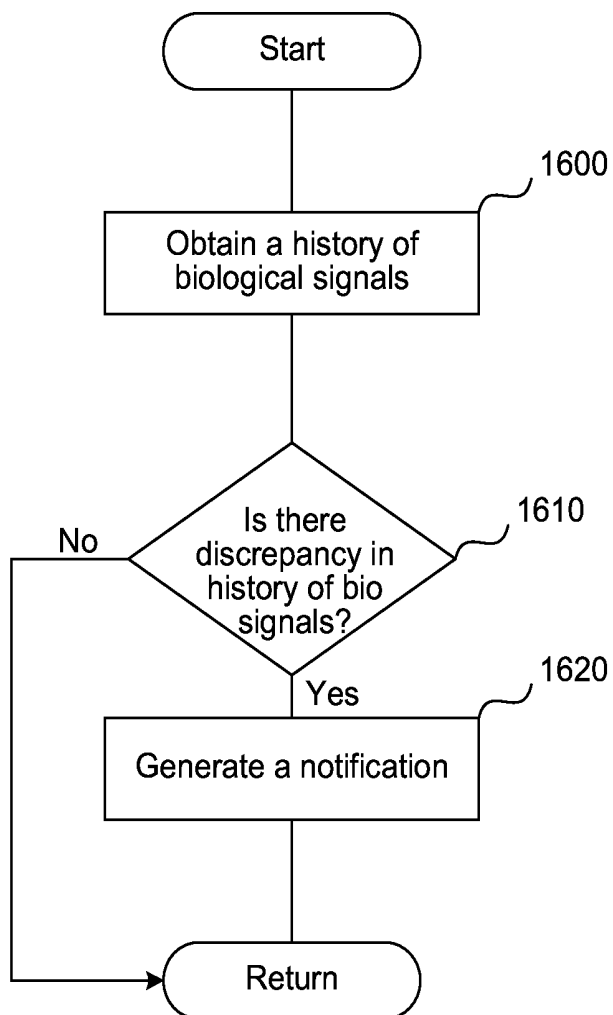 Start
1600
Obtain a history of
biological signals
1610
Is there
discrepancy in
history of bio
signals?
No
Yes
1620
Generate a notification
Return